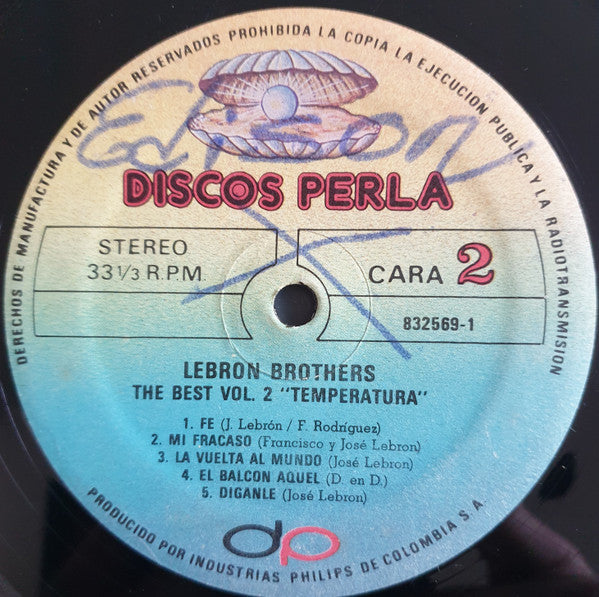 DERECHOS DE MANUFACTURA Y DE AUTOR RESERVADOS PROHIBIDA LA COPIA LA EJECUCION PUBLICA Y LA RADIOTRANSMISION
Edison
DISCOS PERLA
STEREO
33 1/3 R.P.M
CARA 2
832569-1
LEBRON BROTHERS
THE BEST VOL. 2 "TEMPERATURA"
1. FE (J. Lebrón / F. Rodríguez)
2. MI FRACASO (Francisco y José Lebron)
3. LA VUELTA AL MUNDO (José Lebron)
4. EL BALCON AQUEL (D. en D.)
5. DIGANLE (José Lebron)
dp
PRODUCIDO POR INDUSTRIAS PHILIPS DE COLOMBIA S.A.